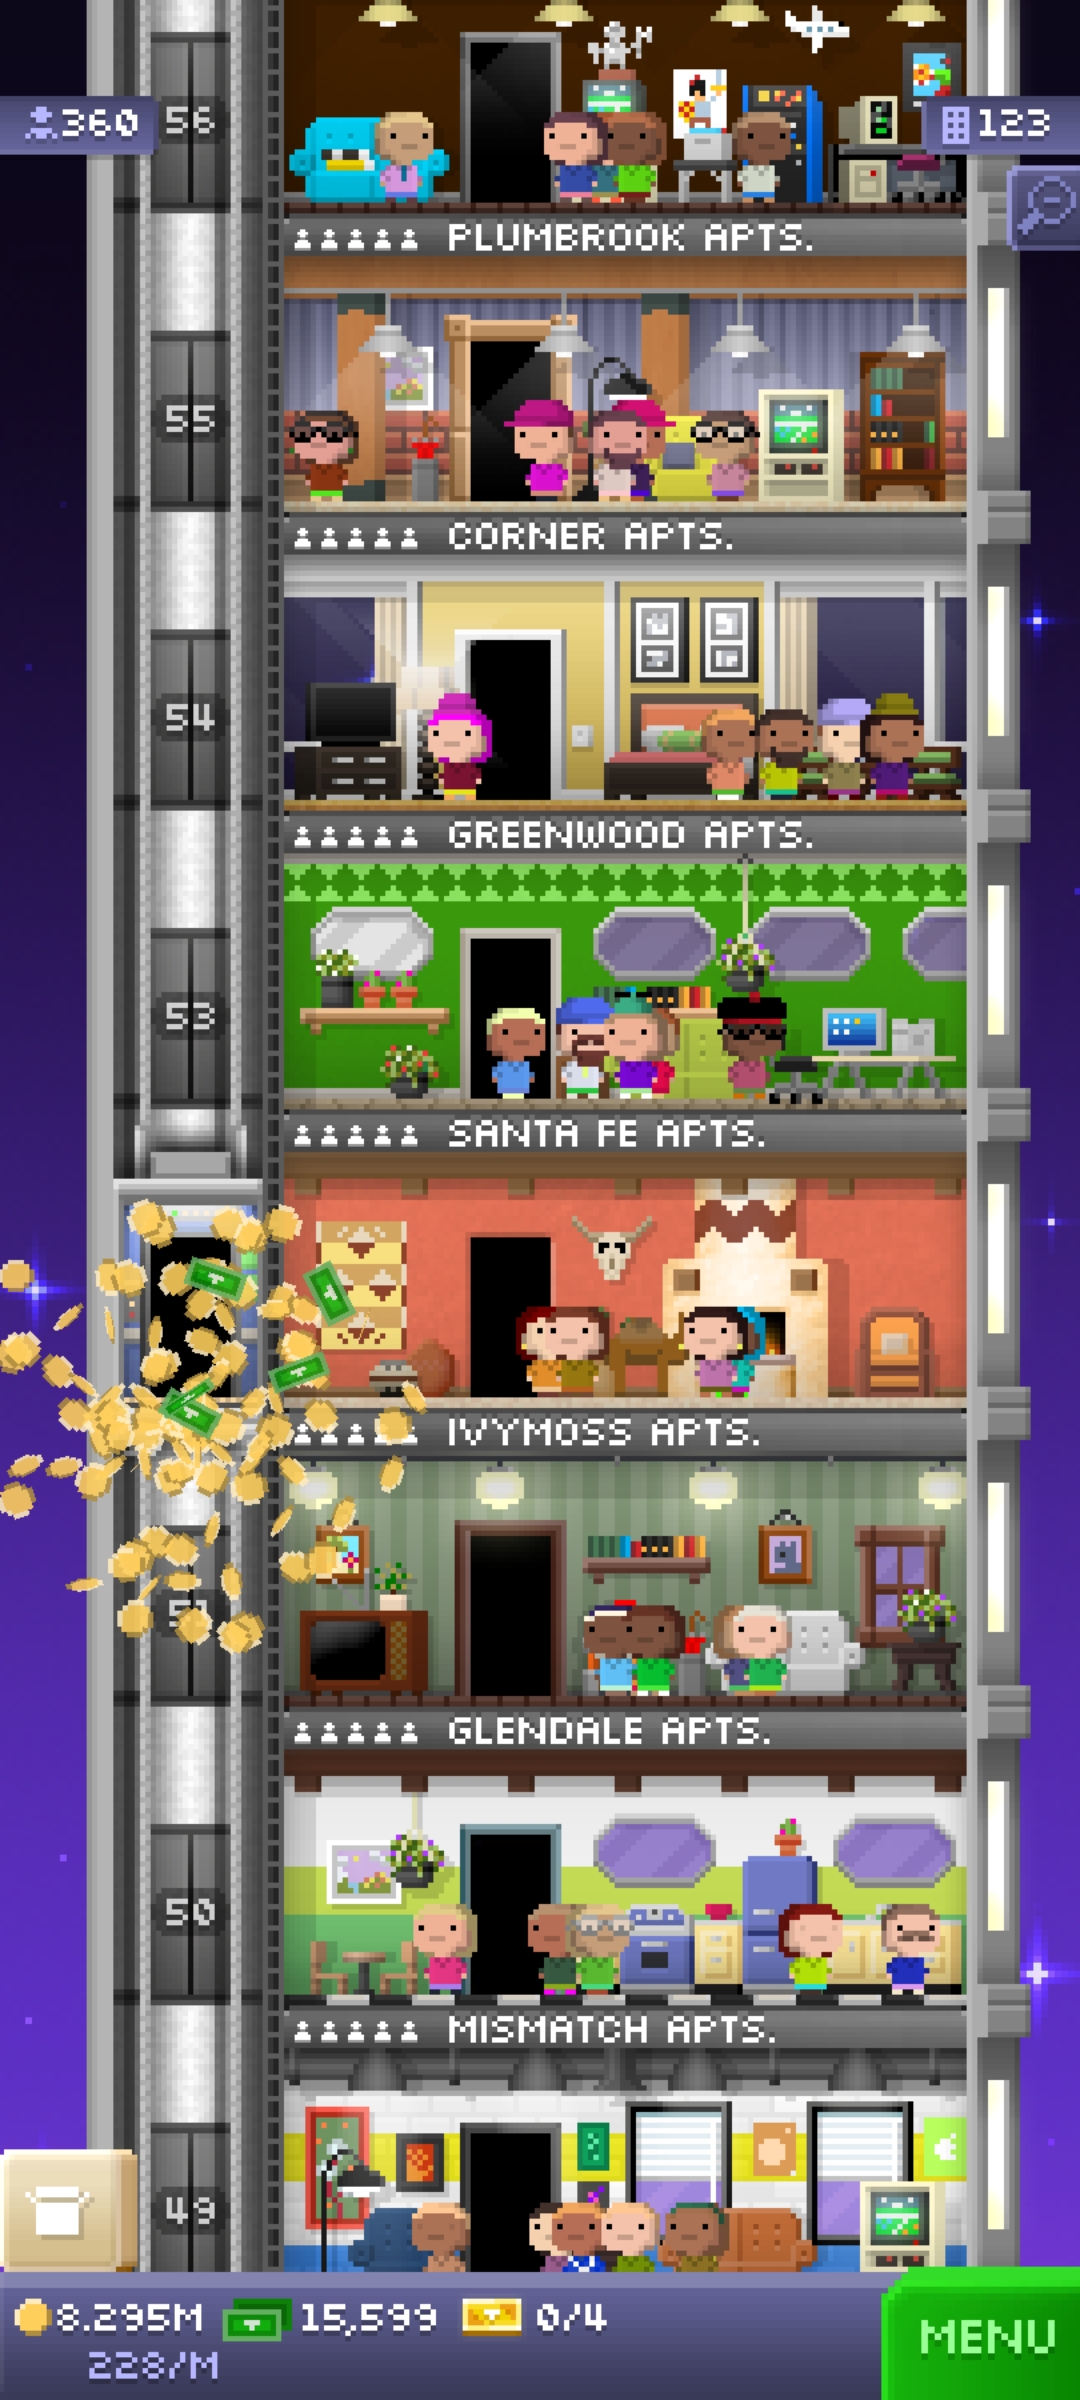 56
360
123
PLUMBROOK APTS.
55
CORNER APTS.
54
GREENWOOD APTS.
53
SANTA FE APTS.
IVYMOSS APTS.
51
GLENDALE APTS.
50
MISMATCH APTS.
49
8.295M 15,599 0/4
228/M
MENU